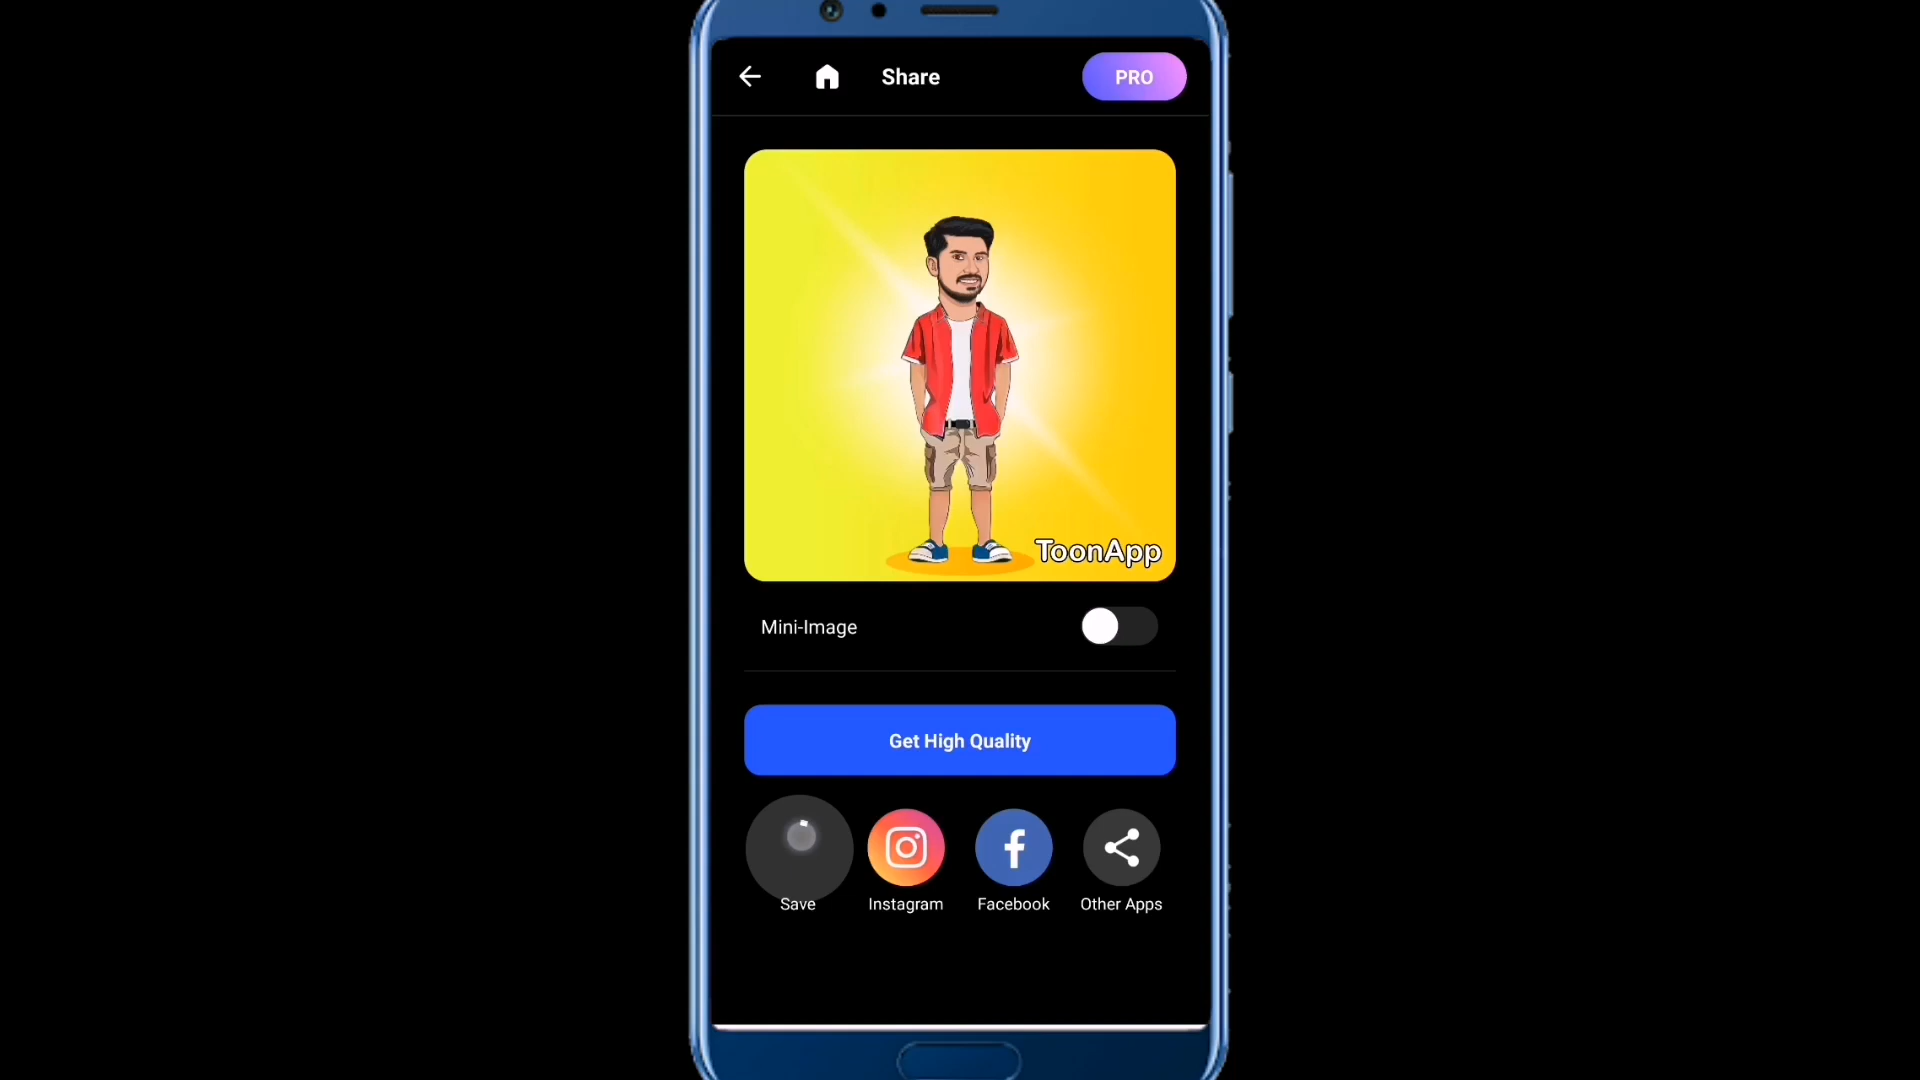 Share
PRO
ToonApp
Mini-Image
Get High Quality
Save
Instagram
Facebook
Other Apps